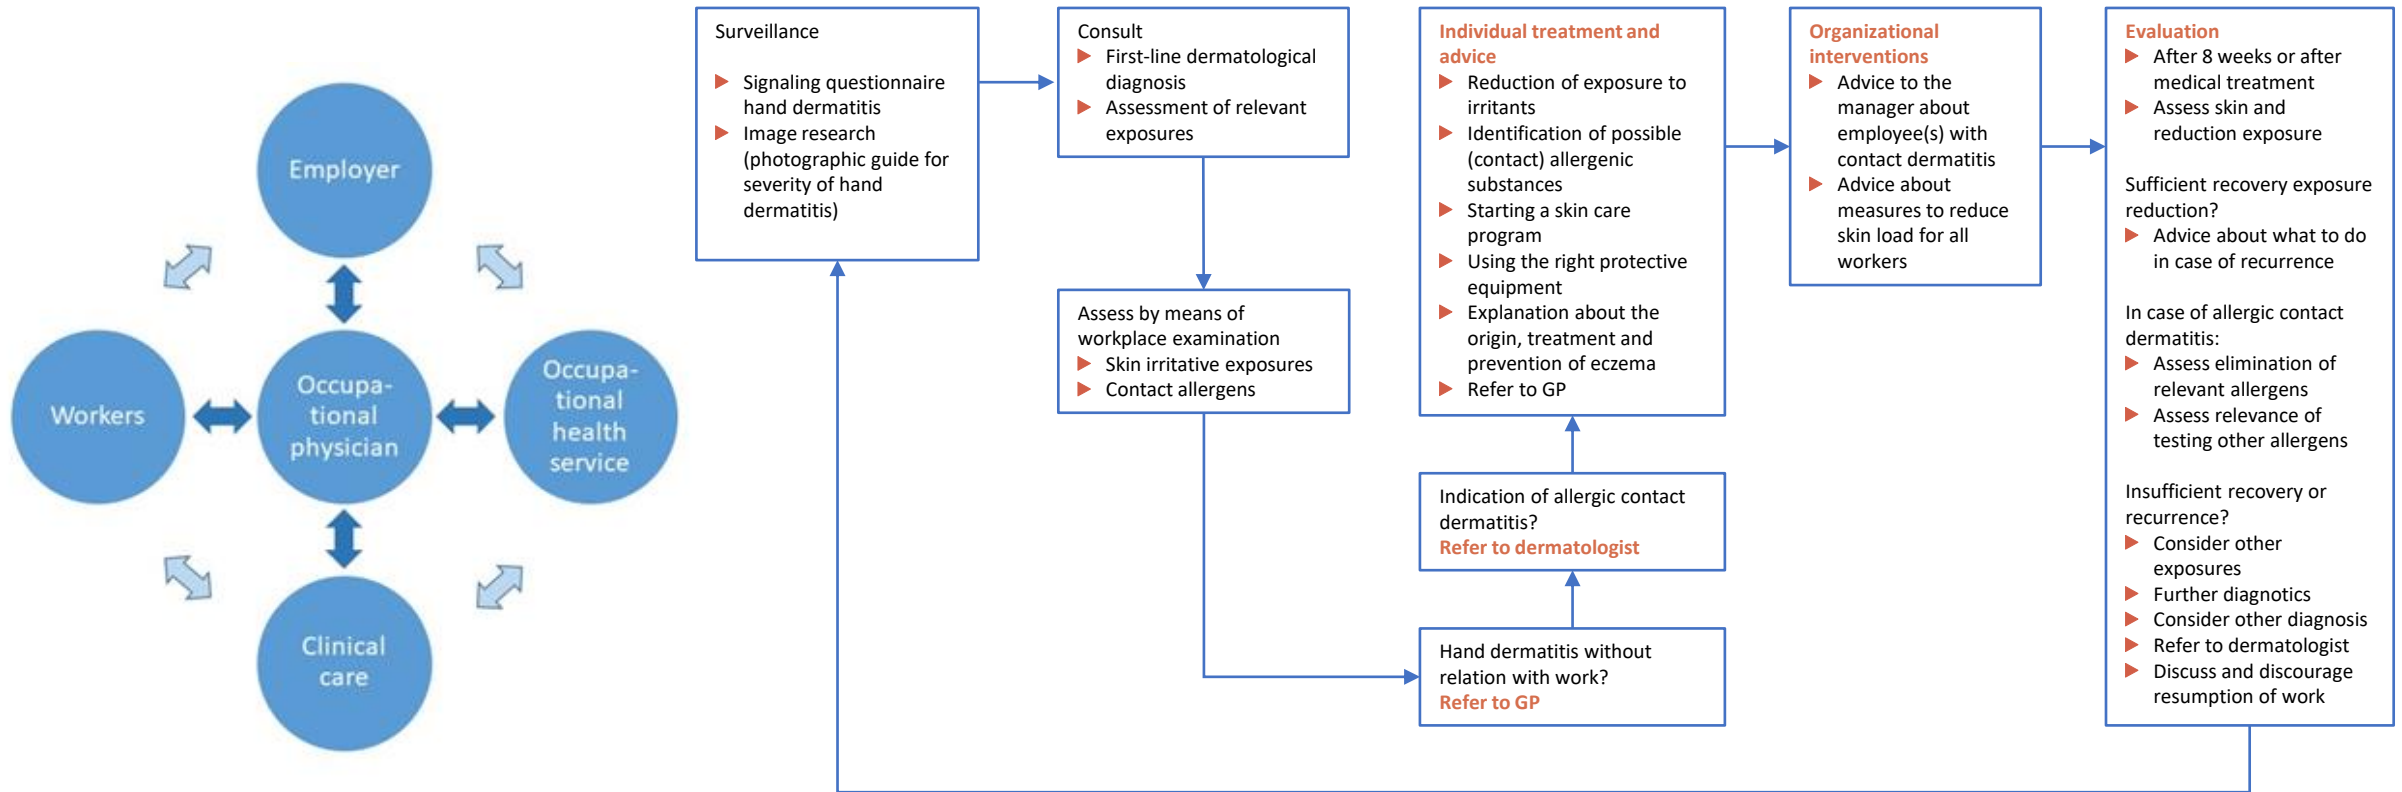 Employer
Workers
Occupa-
tional
physician
Occupa-
tional
health
service
Clinical
care
Surveillance
Signaling questionnaire
hand dermatitis
Image research
(photographic guide for
severity of hand
dermatitis)
Consult
First-line dermatological
diagnosis
Assessment of relevant
exposures
Assess by means of
workplace examination
Skin irritative exposures
Contact allergens
Individual treatment and
advice
Reduction of exposure to
irritants
Identification of possible
(contact) allergenic
substances
Starting a skin care
program
Using the right protective
equipment
Explanation about the
origin, treatment and
prevention of eczema
Refer to GP
Indication of allergic contact
dermatitis?
Refer to dermatologist
Hand dermatitis without
relation with work?
Refer to GP
Organizational
interventions
Advice to the
manager about
employee(s) with
contact dermatitis
Advice about
measures to reduce
skin load for all
workers
Evaluation
After 8 weeks or after
medical treatment
Assess skin and
reduction exposure
Sufficient recovery exposure
reduction?
Advice about what to do
in case of recurrence
In case of allergic contact
dermatitis:
Assess elimination of
relevant allergens
Assess relevance of
testing other allergens
Insufficient recovery or
recurrence?
Consider other
exposures
Further diagnotics
Consider other diagnosis
Refer to dermatologist
Discuss and discourage
resumption of work